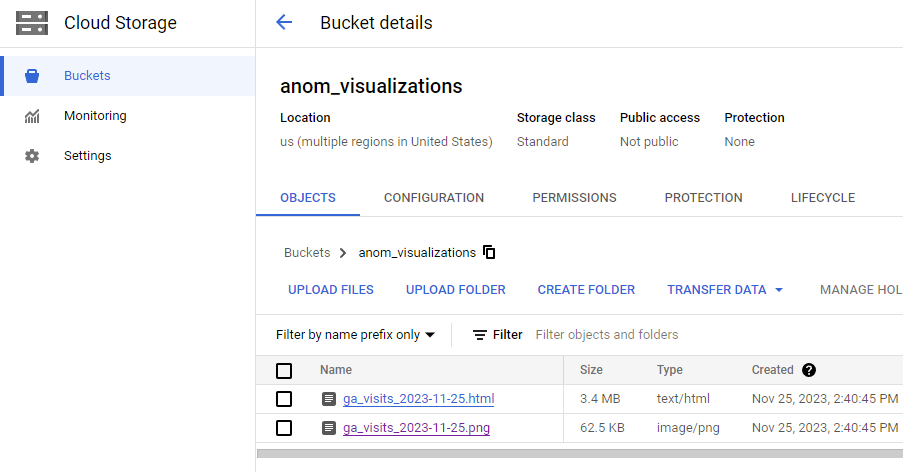 Cloud Storage
Bucket details
Buckets
Monitoring
Settings
anom_visualizations
Location Storage class Public access Protection
us (multiple regions in United States) Standard Not public None
OBJECTS CONFIGURATION PERMISSIONS PROTECTION LIFECYCLE
Buckets > anom_visualizations
UPLOAD FILES UPLOAD FOLDER CREATE FOLDER TRANSFER DATA MANAGE HOL
Filter by name prefix only Filter Filter objects and folders
Name Size Type Created ?
ga_visits_2023-11-25.html 3.4 MB text/html Nov 25, 2023, 2:40:45 PM
ga_visits_2023-11-25.png 62.5 KB image/png Nov 25, 2023, 2:40:45 PM